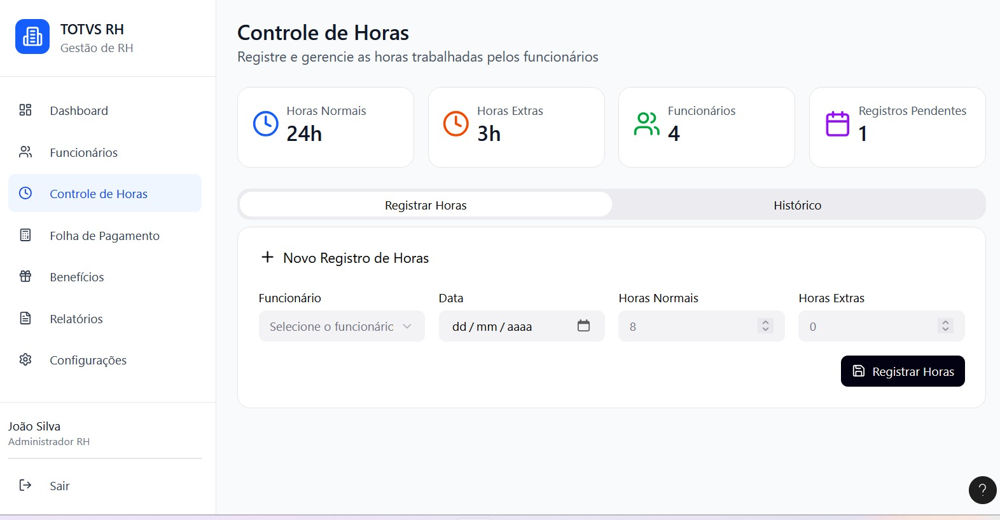 TOTVS RH
Gestão de RH
Dashboard
Funcionários
Controle de Horas
Folha de Pagamento
Benefícios
Relatórios
Configurações
João Silva
Administrador RH
Sair
Controle de Horas
Registre e gerencie as horas trabalhadas pelos funcionários
Horas Normais
24h
Horas Extras
3h
Funcionários
4
Registros Pendentes
1
Registrar Horas
Histórico
Novo Registro de Horas
Funcionário
Selecione o funcionáric
Data
dd/mm/aaaa
Horas Normais
8
Horas Extras
0
Registrar Horas
?